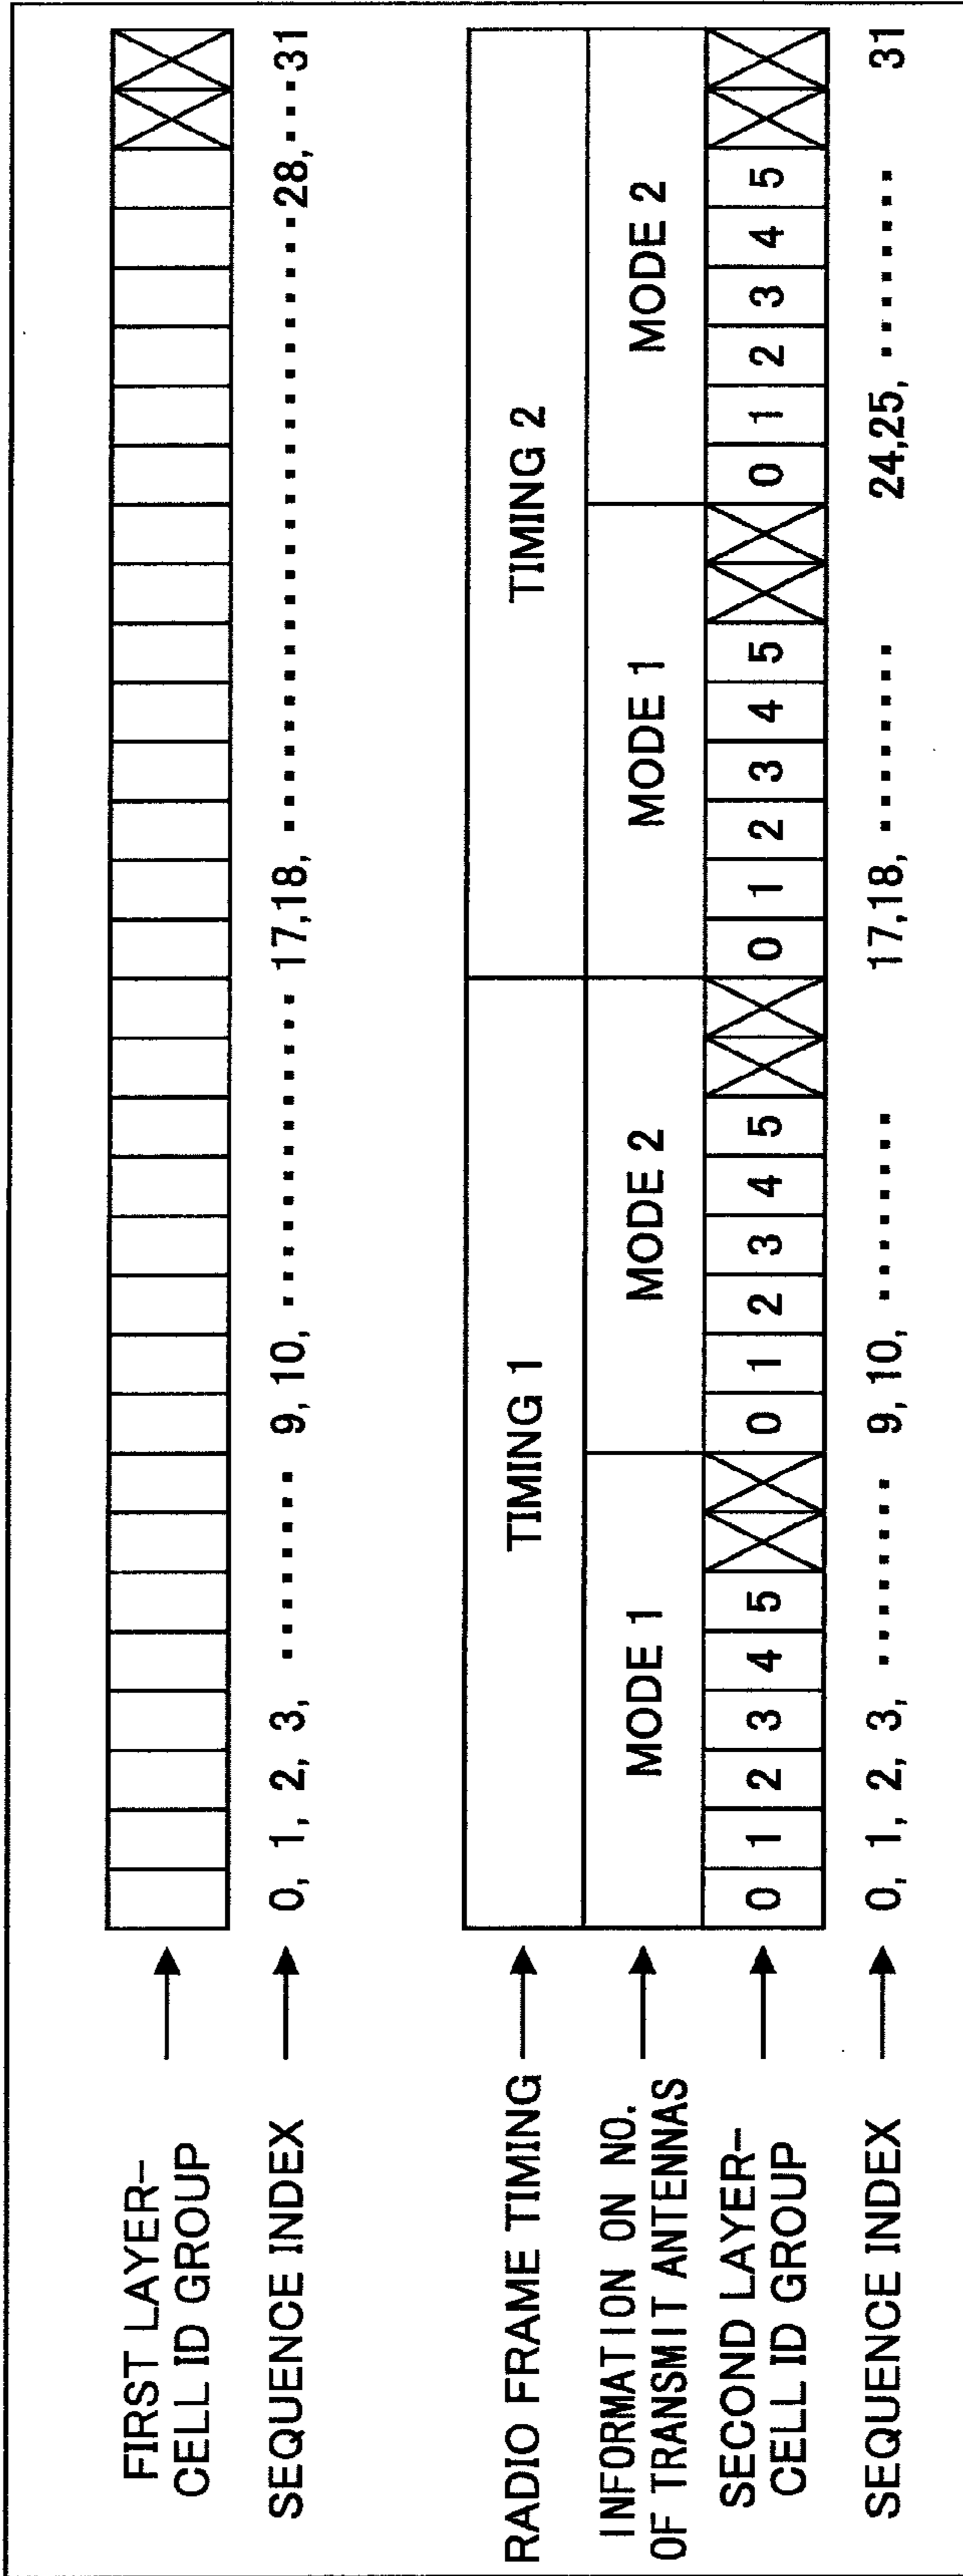 FIRST LAYER-
CELL ID GROUP
SEQUENCE INDEX
0, 1, 2, 3, ........ 9, 10, ............ 17,18, ........................28,....31
RADIO FRAME TIMING
TIMING 1 TIMING 2
INFORMATION ON NO.
OF TRANSMIT ANTENNAS
MODE 1 MODE 2 MODE 1 MODE 2
SECOND LAYER-
CELL ID GROUP
0 1 2 3 4 5 0 1 2 3 4 5 0 1 2 3 4 5 0 1 2 3 4 5
SEQUENCE INDEX
0, 1, 2, 3, ........ 9, 10, ........ 17,18, ........ 24,25, ........ 31